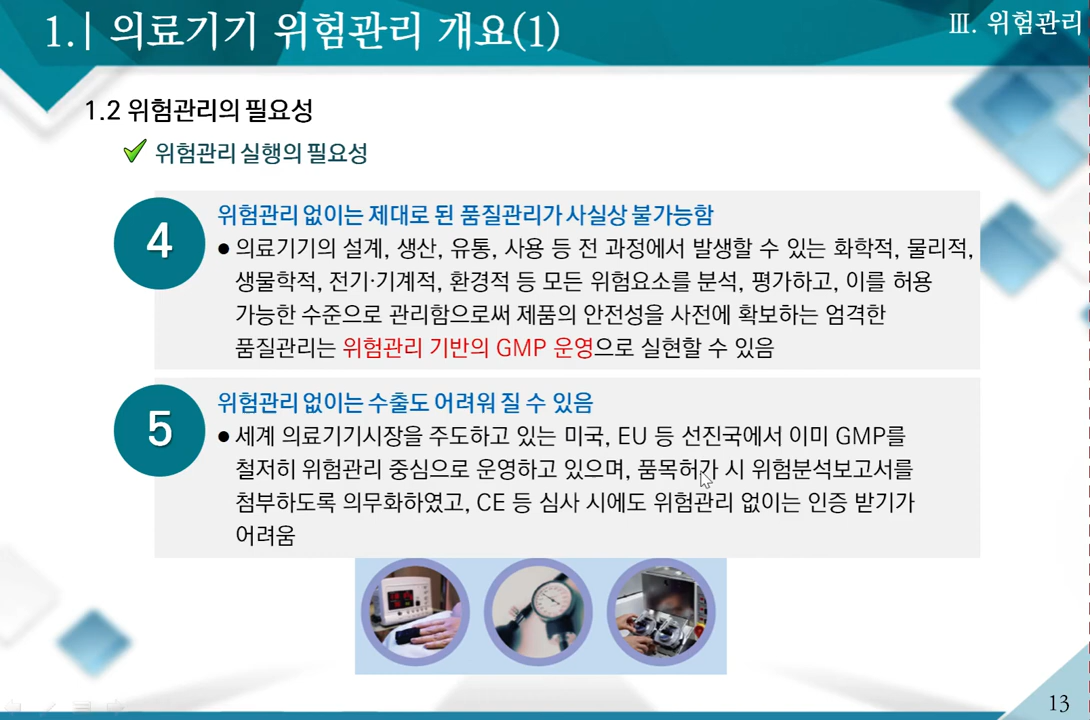 1.| 의료기기 위험관리 개요(1)
Ⅲ. 위험관리
1.2 위험관리의 필요성
위험관리 실행의 필요성
4
위험관리 없이는 제대로 된 품질관리가 사실상 불가능함
● 의료기기의 설계, 생산, 유통, 사용 등 전 과정에서 발생할 수 있는 화학적, 물리적,
생물학적, 전기·기계적, 환경적 등 모든 위험요소를 분석, 평가하고, 이를 허용
가능한 수준으로 관리함으로써 제품의 안전성을 사전에 확보하는 엄격한
품질관리는 위험관리 기반의 GMP 운영으로 실현할 수 있음
5
위험관리 없이는 수출도 어려워 질 수 있음
● 세계 의료기기시장을 주도하고 있는 미국, EU 등 선진국에서 이미 GMP를
철저히 위험관리 중심으로 운영하고 있으며, 품목허가 시 위험분석보고서를
첨부하도록 의무화하였고, CE 등 심사 시에도 위험관리 없이는 인증 받기가
어려움
13